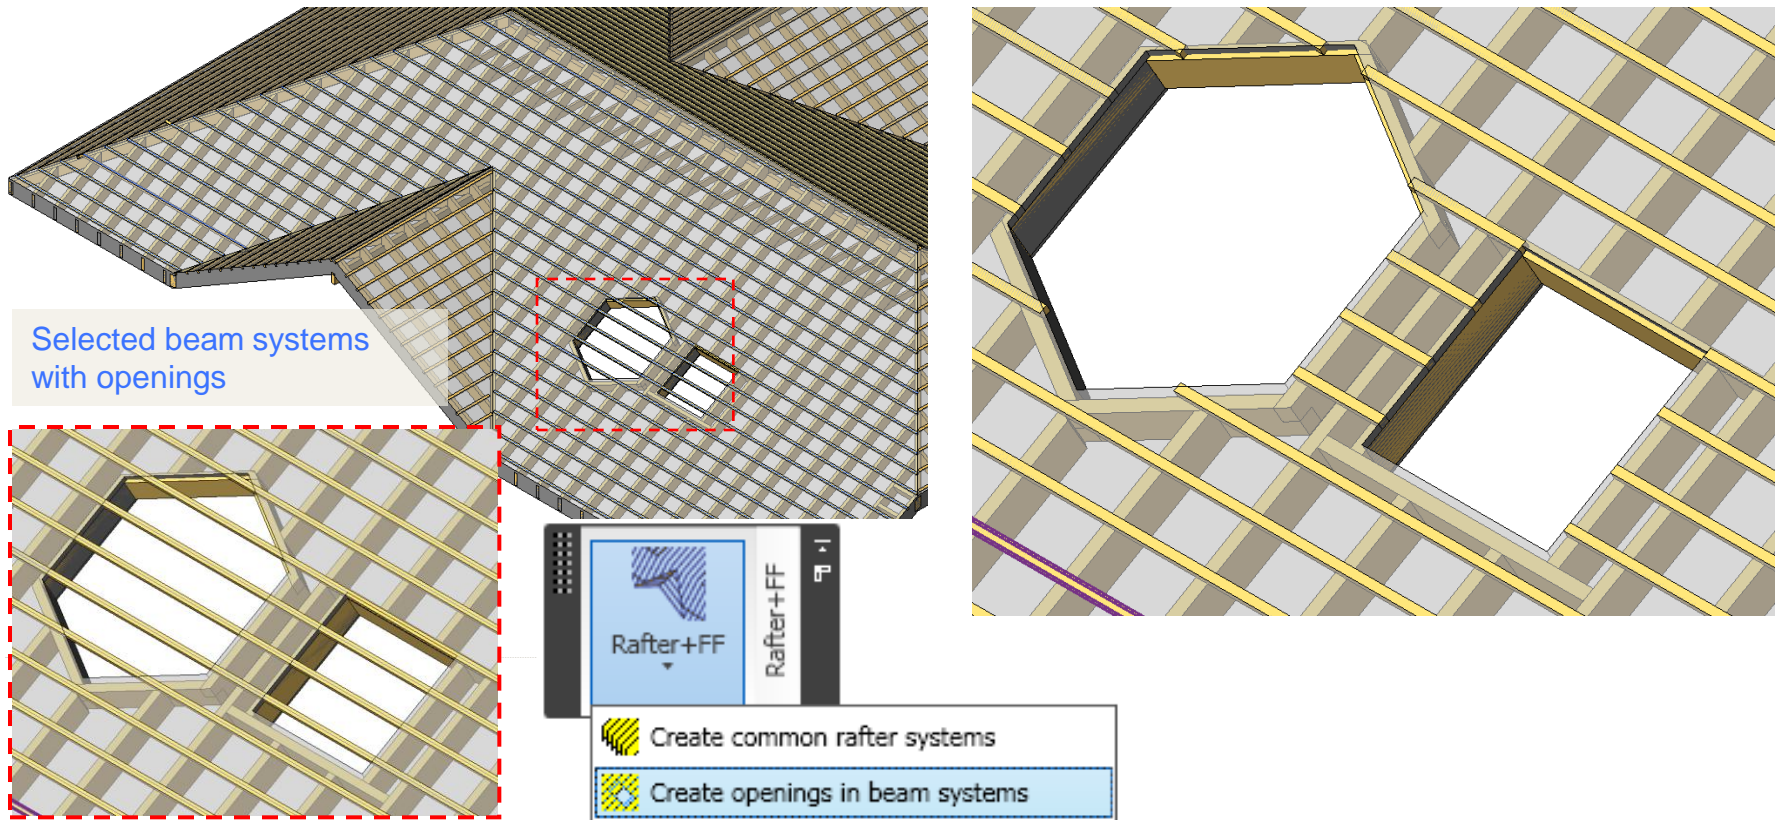 Selected beam systems
with openings
Rafter+FF
Rafter+FF
Create common rafter systems
Create openings in beam systems